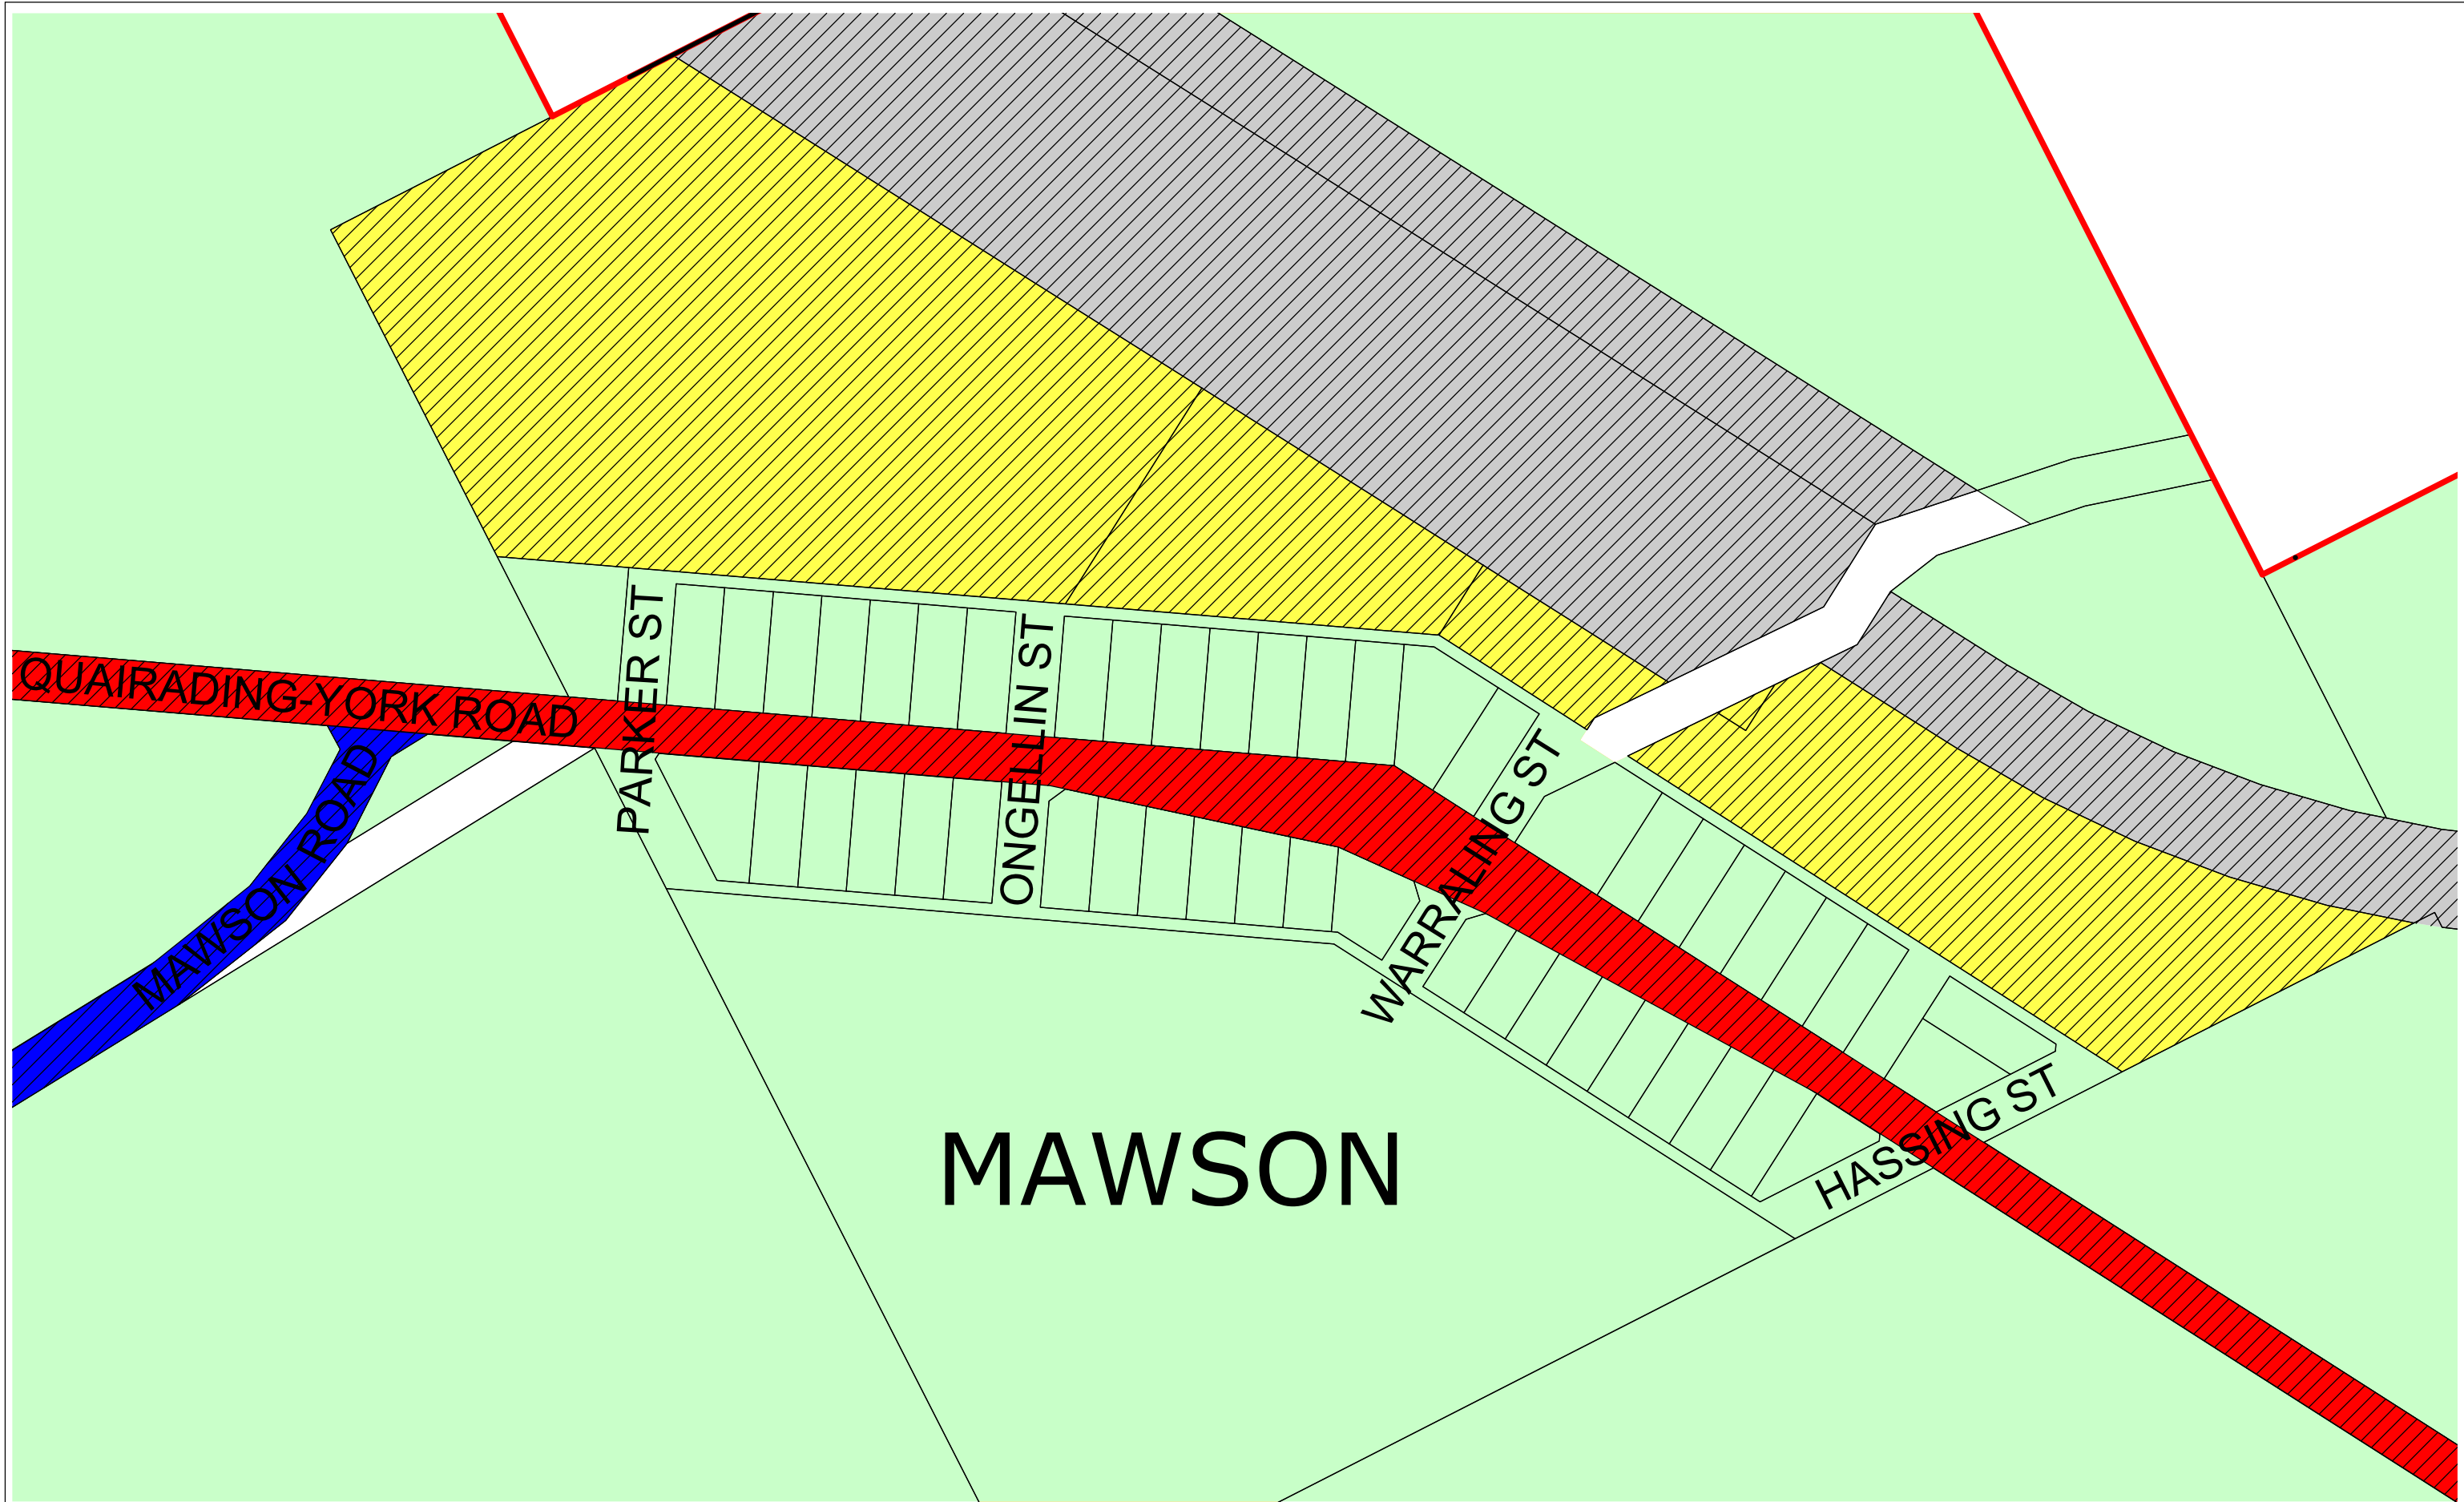 PARKER ST
ONGELLIN ST
QUAIRADING-YORK ROAD
MAWSON ROAD
WARRALING ST
HASSING ST
MAWSON